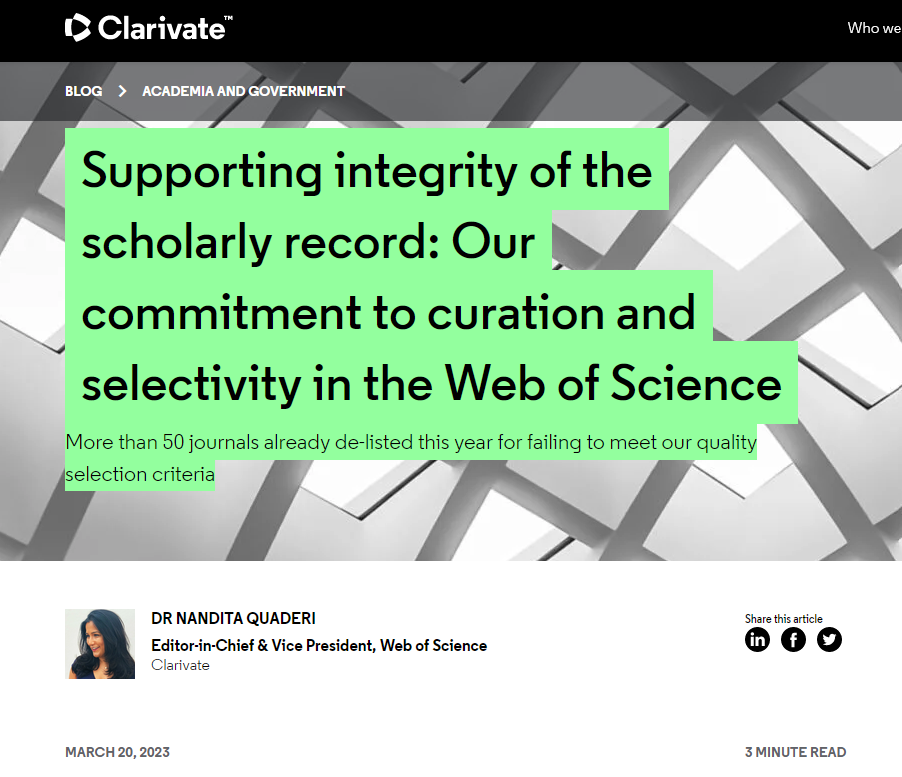 Clarivate™
Who we
BLOG > ACADEMIA AND GOVERNMENT
Supporting integrity of the
scholarly record: Our
commitment to curation and
selectivity in the Web of Science
More than 50 journals already de-listed this year for failing to meet our quality
selection criteria
DR NANDITA QUADERI
Editor-in-Chief & Vice President, Web of Science
Clarivate
Share this article
MARCH 20, 2023
3 MINUTE READ